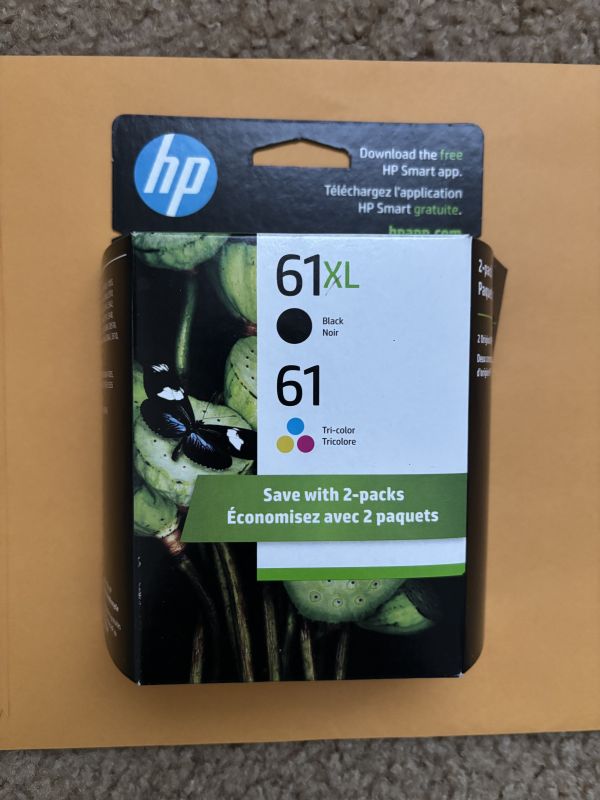 hp
Download the free
HP Smart app.
Téléchargez l'application
HP Smart gratuite.
hpapp.com
61XL
Black
Noir
61
Tri-color
Tricolore
Save with 2-packs
Économisez avec 2 paquets